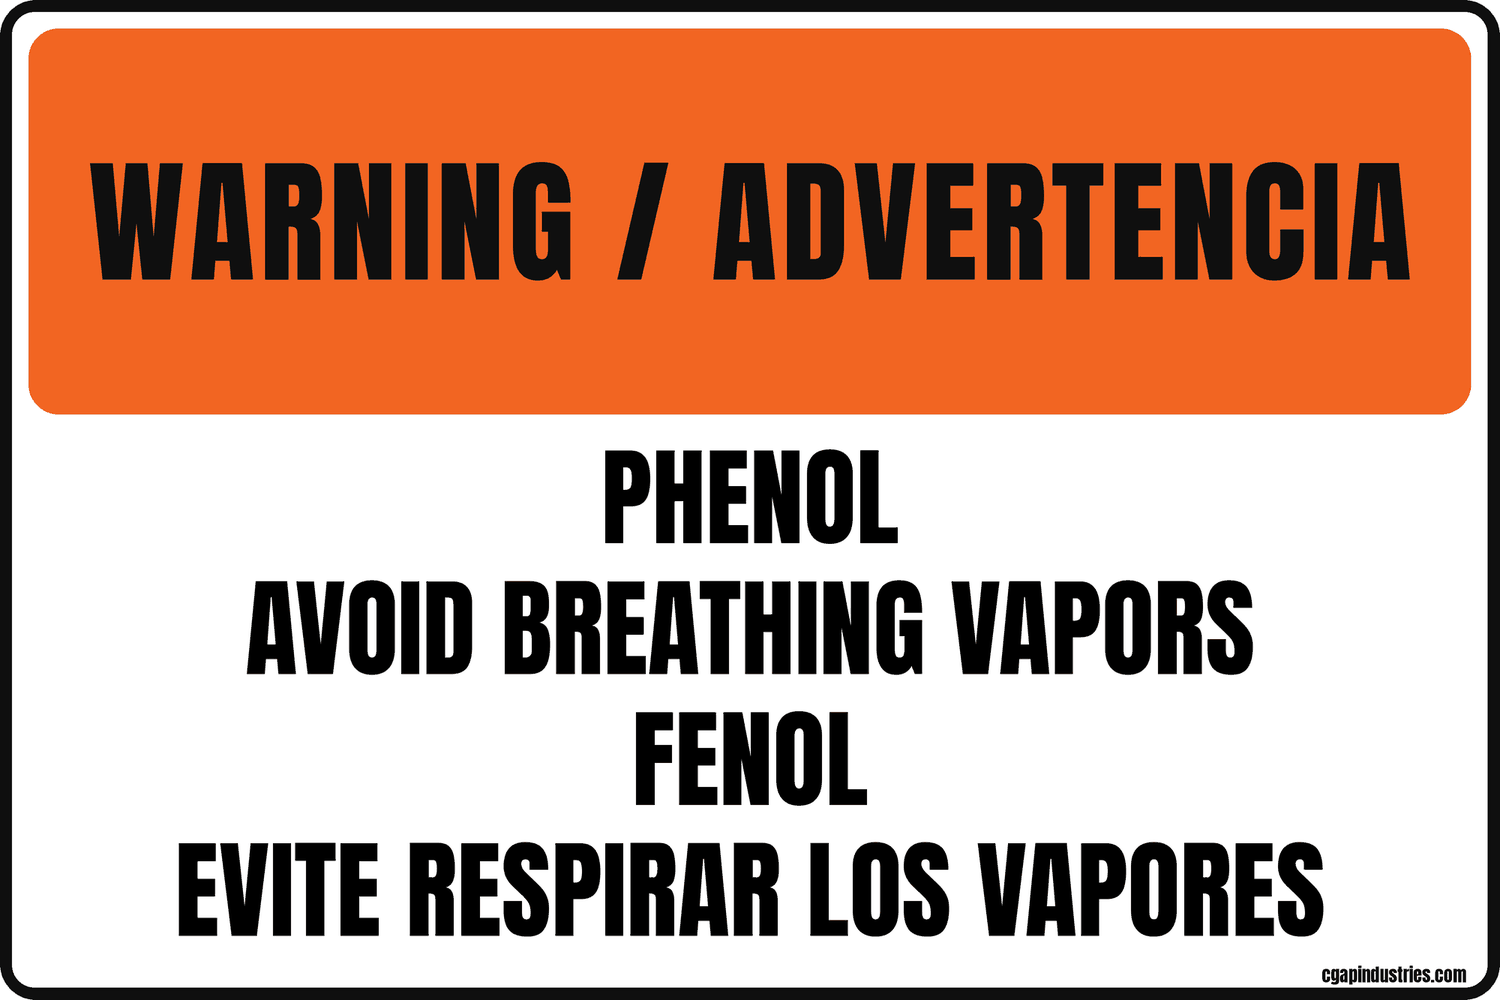 WARNING / ADVERTENCIA
PHENOL
AVOID BREATHING VAPORS
FENOL
EVITE RESPIRAR LOS VAPORES
cgapindustries.com